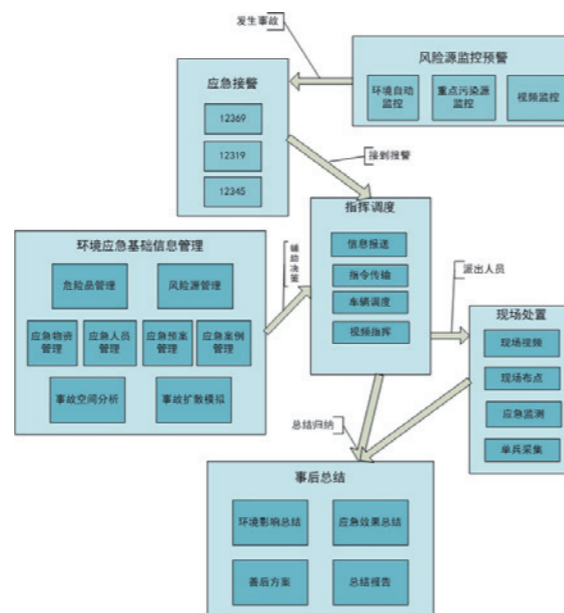 发生事故
风险源监控预警
环境自动
监控
重点污染源
监控
视频监控
应急接警
12369
12319
12345
接到报警
指挥调度
信息报送
指令传输
车辆调度
视频指挥
环境应急基础信息管理
危险品管理
风险源管理
应急物资
管理
应急人员
管理
应急预案
管理
应急案例
管理
事故空间分析
事故扩散模拟
辅助决策
派出人员
现场处置
现场视频
现场布点
应急监测
单兵采集
总结归纳
事后总结
环境影响总结
应急效果总结
善后方案
总结报告